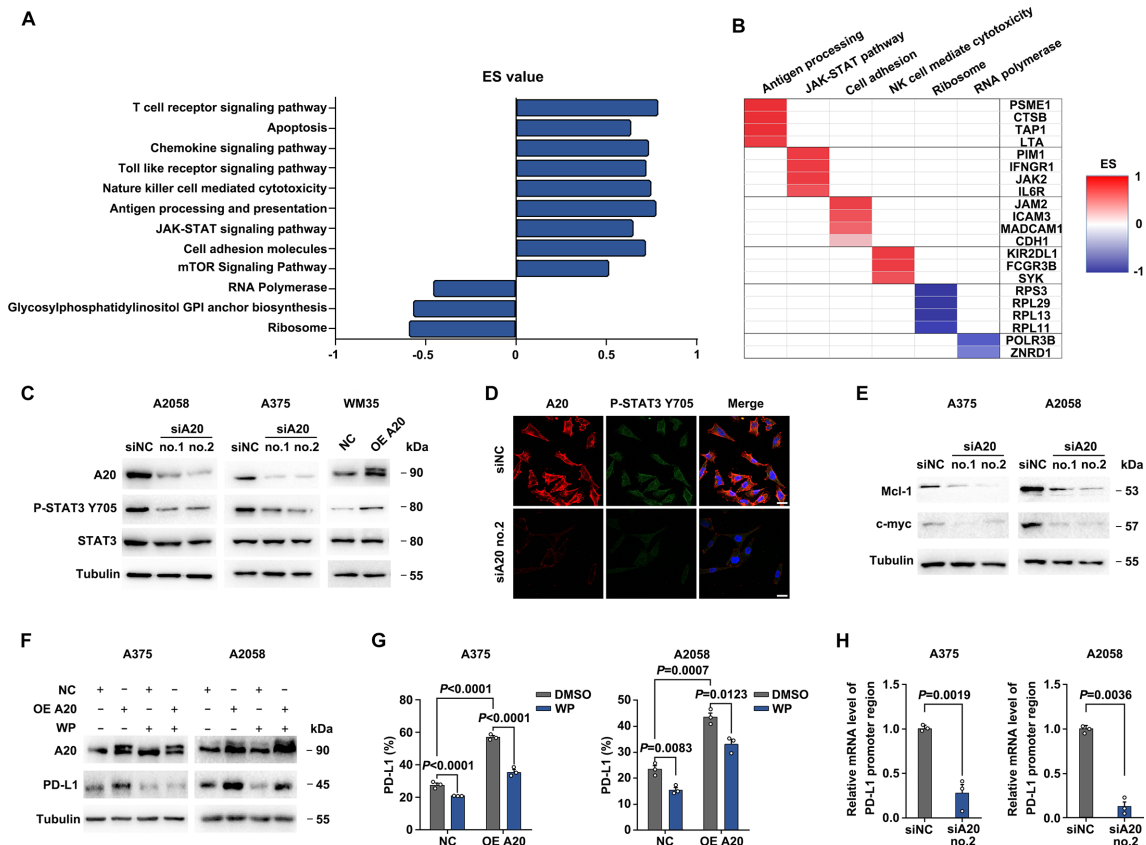 A
ES value
T cell receptor signaling pathway
Apoptosis
Chemokine signaling pathway
Toll like receptor signaling pathway
Nature killer cell mediated cytotoxicity
Antigen processing and presentation
JAK-STAT signaling pathway
Cell adhesion molecules
mTOR Signaling Pathway
RNA Polymerase
Glycosylphosphatidylinositol GPI anchor biosynthesis
Ribosome
-1 -0.5 0 0.5 1
B
Antigen processing
JAK-STAT pathway
Cell adhesion
NK cell mediate cytotoxicity
Ribosome
RNA polymerase
PSME1
CTSB
TAP1
LTA
PIM1
IFNGR1
JAK2
IL6R
JAM2
ICAM3
MADCAM1
CDH1
KIR2DL1
FCGR3B
SYK
RPS3
RPL29
RPL13
RPL11
POLR3B
ZNRD1
ES
1
0
-1
C
A2058 A375 WM35
siA20 siA20
siNC no.1 no.2 siNC no.1 no.2 NC OE A20 kDa
A20 – 90
P-STAT3 Y705 – 80
STAT3 – 80
Tubulin – 55
D
A20 P-STAT3 Y705 Merge
siNC
siA20 no.2
E
A375 A2058
siA20 siA20
siNC no.1 no.2 siNC no.1 no.2 kDa
Mcl-1 – 53
c-myc – 57
Tubulin – 55
F
A375 A2058
NC + – + – + – + –
OE A20 – + – + – + – +
WP – – + + – – + + kDa
A20 – 90
PD-L1 – 45
Tubulin – 55
G
A375
P<0.0001
P<0.0001
P<0.0001
DMSO
WP
PD-L1 (%)
80
60
40
20
0
NC OE A20
A2058
P=0.0007
P=0.0123
P=0.0083
DMSO
WP
PD-L1 (%)
50
40
30
20
10
0
NC OE A20
H
A375
P=0.0019
Relative mRNA level of
PD-L1 promoter region
1.5
1.0
0.5
0.0
siNC siA20
no.2
A2058
P=0.0036
Relative mRNA level of
PD-L1 promoter region
1.5
1.0
0.5
0.0
siNC siA20
no.2